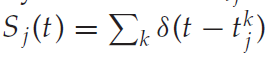 S_j(t) = ∑_k δ(t − t_j^k)